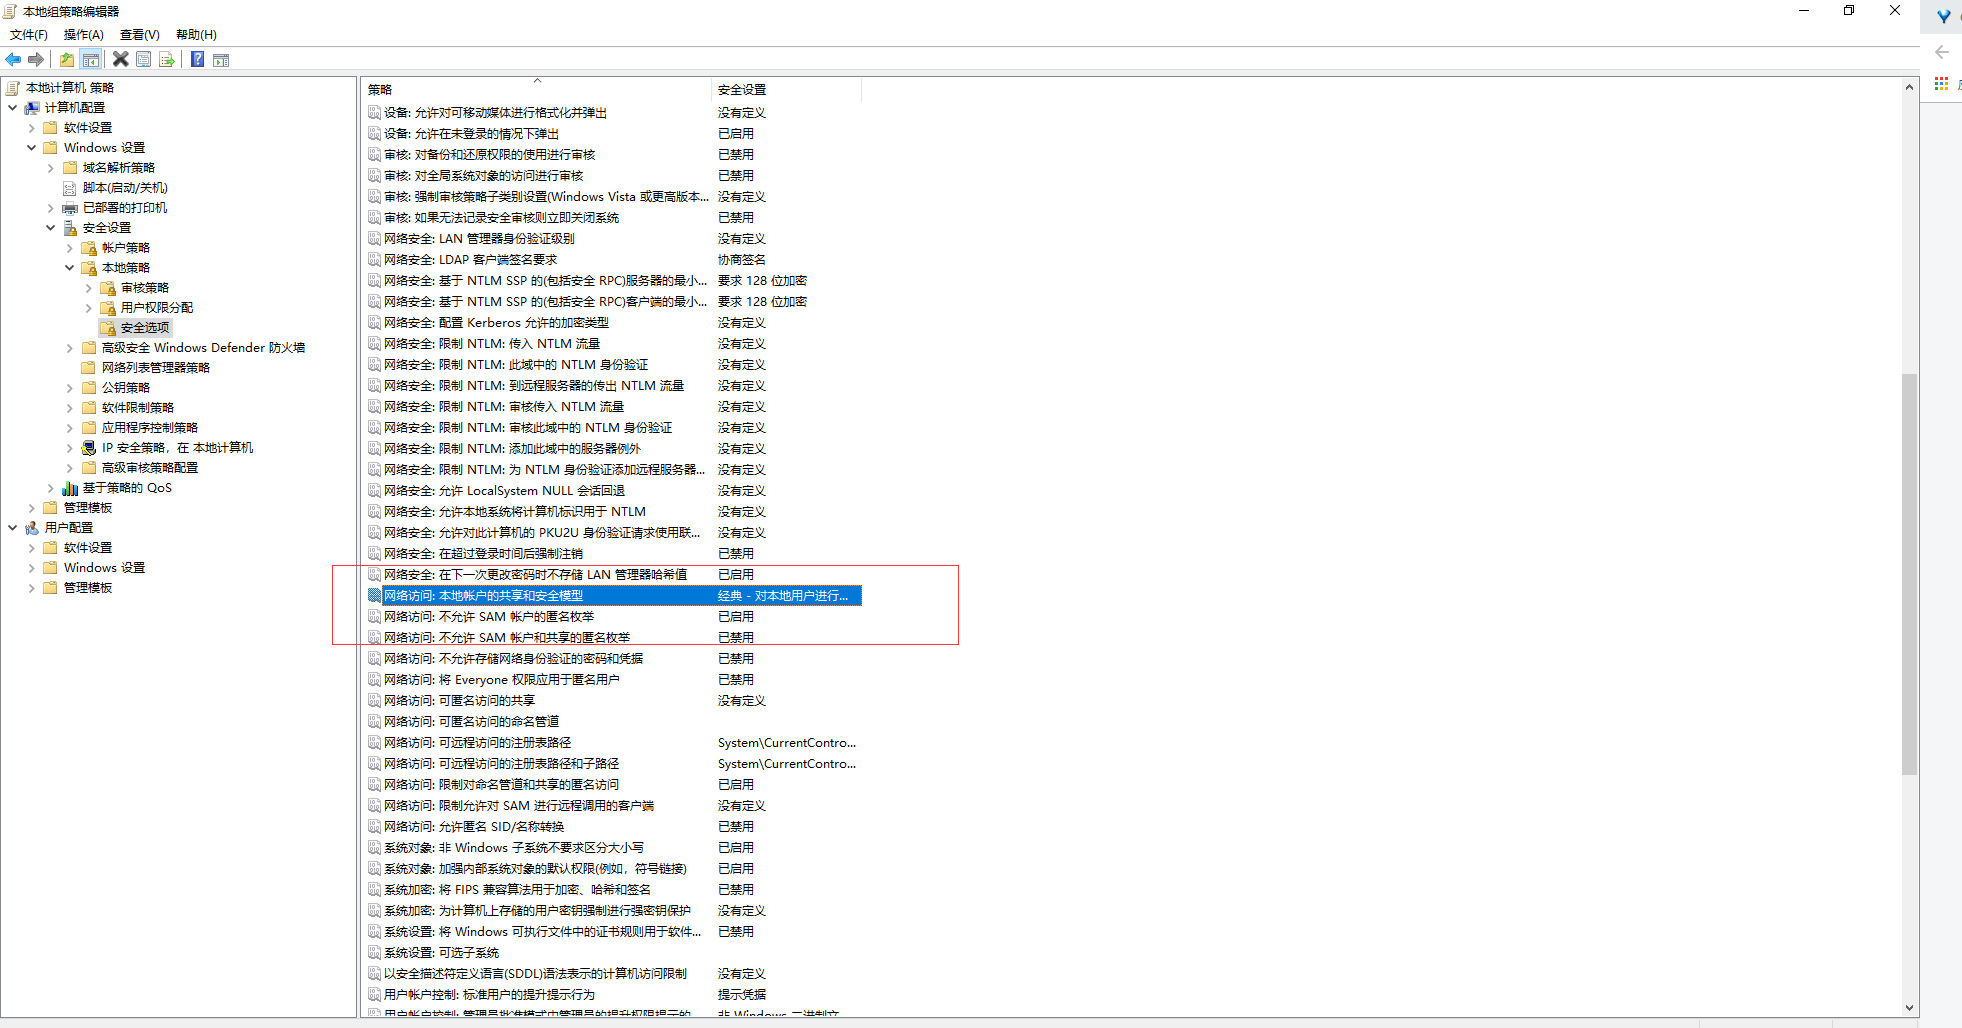 本地组策略编辑器
文件(F) 操作(A) 查看(V) 帮助(H)
本地计算机 策略
计算机配置
软件设置
Windows 设置
域名解析策略
脚本(启动/关机)
已部署的打印机
安全设置
帐户策略
本地策略
审核策略
用户权限分配
安全选项
高级安全 Windows Defender 防火墙
网络列表管理器策略
公钥策略
软件限制策略
应用程序控制策略
IP 安全策略，在 本地计算机
高级审核策略配置
基于策略的 QoS
管理模板
用户配置
软件设置
Windows 设置
管理模板
策略 安全设置
设备: 允许对可移动媒体进行格式化并弹出 没有定义
设备: 允许在未登录的情况下弹出 已启用
审核: 对备份和还原权限的使用进行审核 已禁用
审核: 对全局系统对象的访问进行审核 已禁用
审核: 强制审核策略子类别设置(Windows Vista 或更高版本... 没有定义
审核: 如果无法记录安全审核则立即关闭系统 已禁用
网络安全: LAN 管理器身份验证级别 没有定义
网络安全: LDAP 客户端签名要求 协商签名
网络安全: 基于 NTLM SSP 的(包括安全 RPC)服务器的最小... 要求 128 位加密
网络安全: 基于 NTLM SSP 的(包括安全 RPC)客户端的最小... 要求 128 位加密
网络安全: 配置 Kerberos 允许的加密类型 没有定义
网络安全: 限制 NTLM: 传入 NTLM 流量 没有定义
网络安全: 限制 NTLM: 此域中的 NTLM 身份验证 没有定义
网络安全: 限制 NTLM: 到远程服务器的传出 NTLM 流量 没有定义
网络安全: 限制 NTLM: 审核传入 NTLM 流量 没有定义
网络安全: 限制 NTLM: 审核此域中的 NTLM 身份验证 没有定义
网络安全: 限制 NTLM: 添加此域中的服务器例外 没有定义
网络安全: 限制 NTLM: 为 NTLM 身份验证添加远程服务器... 没有定义
网络安全: 允许 LocalSystem NULL 会话回退 没有定义
网络安全: 允许本地系统将计算机标识用于 NTLM 没有定义
网络安全: 允许对此计算机的 PKU2U 身份验证请求使用联... 没有定义
网络安全: 在超过登录时间后强制注销 已禁用
网络安全: 在下一次更改密码时不存储 LAN 管理器哈希值 已启用
网络访问: 本地帐户的共享和安全模型 经典 - 对本地用户进行...
网络访问: 不允许 SAM 帐户的匿名枚举 已启用
网络访问: 不允许 SAM 帐户和共享的匿名枚举 已禁用
网络访问: 不允许存储网络身份验证的密码和凭据 已禁用
网络访问: 将 Everyone 权限应用于匿名用户 已禁用
网络访问: 可匿名访问的共享 没有定义
网络访问: 可匿名访问的命名管道
网络访问: 可远程访问的注册表路径 System\CurrentContro...
网络访问: 可远程访问的注册表路径和子路径 System\CurrentContro...
网络访问: 限制对命名管道和共享的匿名访问 已启用
网络访问: 限制允许对 SAM 进行远程调用的客户端 没有定义
网络访问: 允许匿名 SID/名称转换 已禁用
系统对象: 非 Windows 子系统不要求区分大小写 已启用
系统对象: 加强内部系统对象的默认权限(例如，符号链接) 已启用
系统加密: 将 FIPS 兼容算法用于加密、哈希和签名 已禁用
系统加密: 为计算机上存储的用户密钥强制进行强密钥保护 没有定义
系统设置: 将 Windows 可执行文件中的证书规则用于软件... 已禁用
系统设置: 可选子系统
以安全描述符定义语言(SDDL)语法表示的计算机访问限制 没有定义
用户帐户控制: 标准用户的提升提示行为 提示凭据
用户帐户控制: 管理员批准模式中管理员的提升权限提示的 非 Windows 二进制文